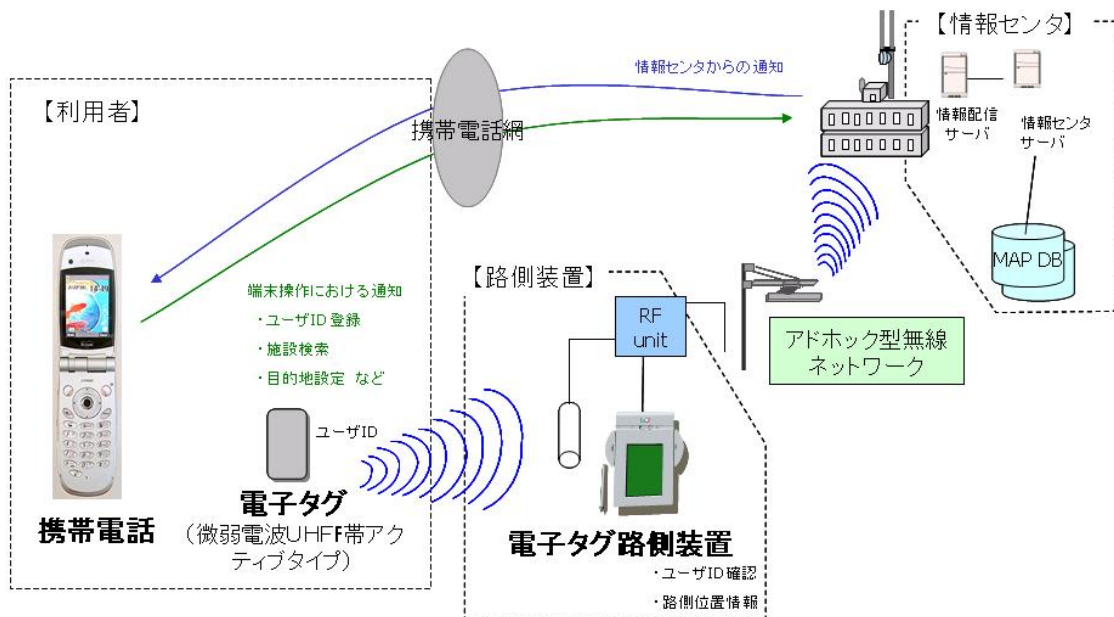 【情報センタ】
情報センタからの通知
【利用者】
携帯電話網
情報配信
サーバ
情報センタ
サーバ
MAP DB
【路側装置】
端末操作における通知
・ユーザID 登録
・施設検索
・目的地設定 など
RF
unit
アドホック型無線
ネットワーク
ユーザID
電子タグ
（微弱電波UHF帯アク
ティブタイプ）
携帯電話
電子タグ路側装置
・ユーザID 確認
・路側位置情報